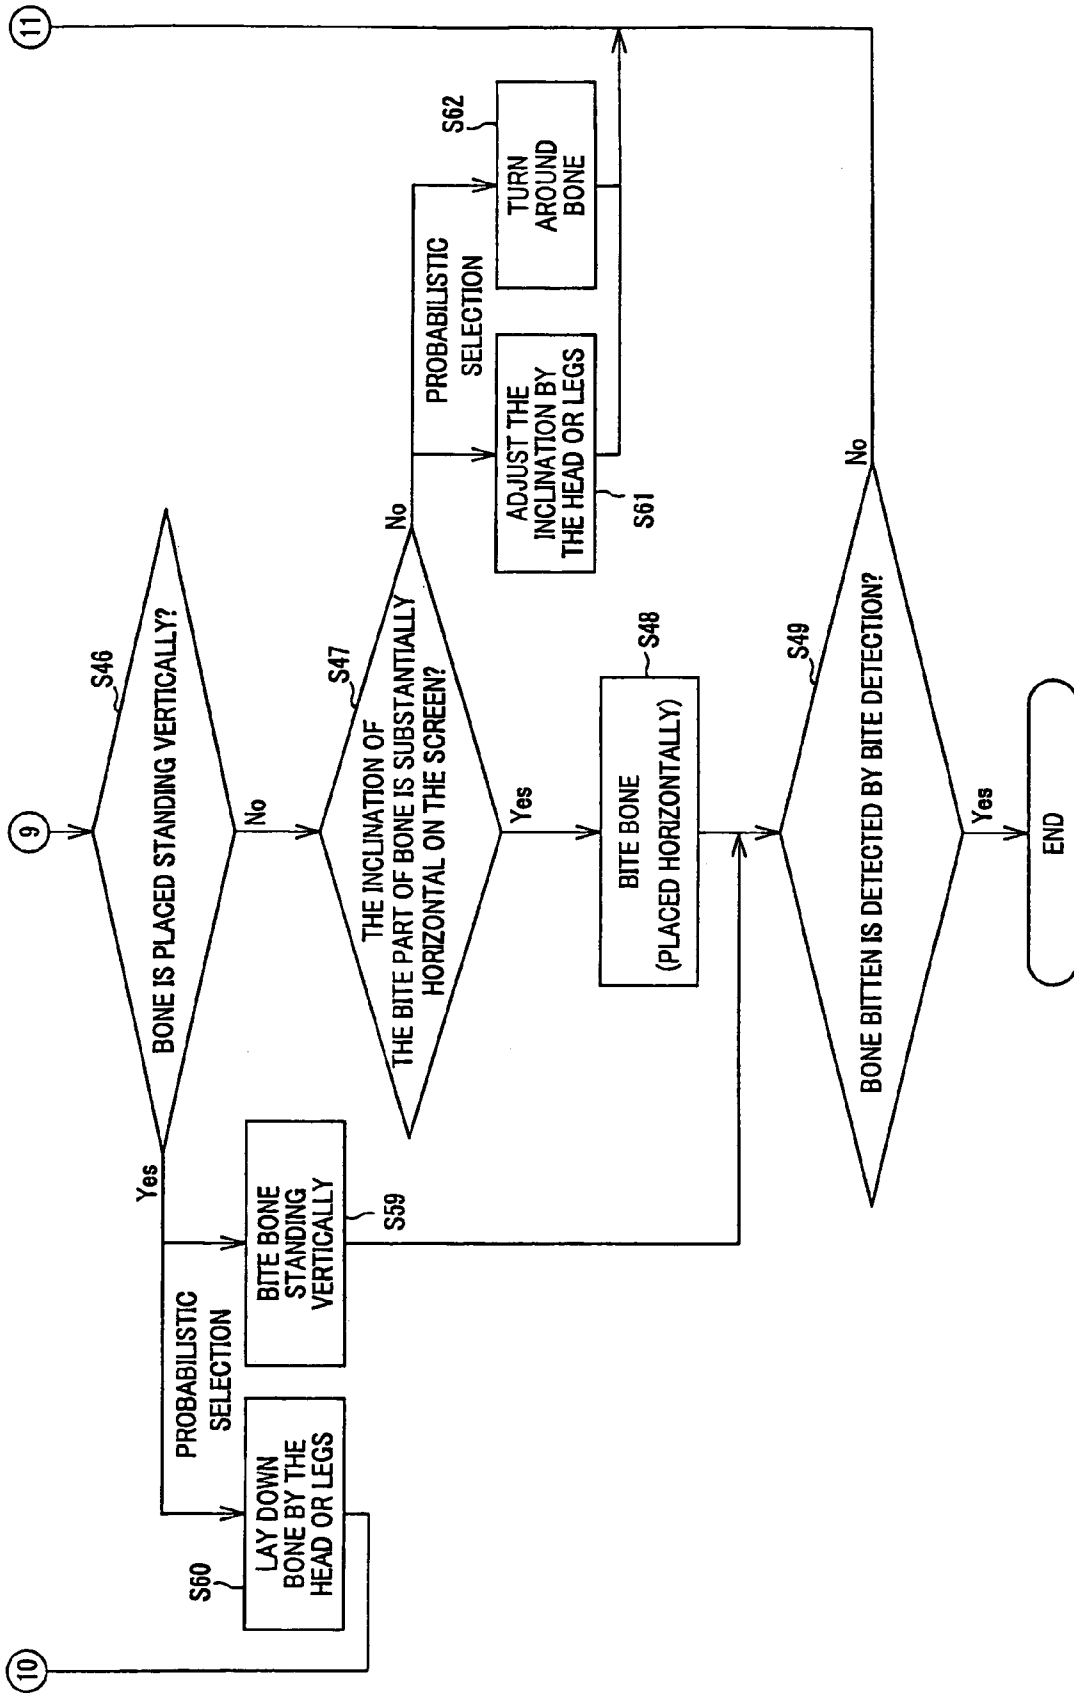 9
S46
BONE IS PLACED STANDING VERTICALLY?
Yes
No
PROBABILISTIC
SELECTION
S60
LAY DOWN
BONE BY THE
HEAD OR LEGS
10
BITE BONE
STANDING
VERTICALLY
S59
S47
THE INCLINATION OF
THE BITE PART OF BONE IS SUBSTANTIALLY
HORIZONTAL ON THE SCREEN?
No
Yes
PROBABILISTIC
SELECTION
ADJUST THE
INCLINATION BY
THE HEAD OR LEGS
S61
S62
TURN
AROUND
BONE
11
S48
BITE BONE
(PLACED HORIZONTALLY)
S49
BONE BITTEN IS DETECTED BY BITE DETECTION?
No
Yes
END